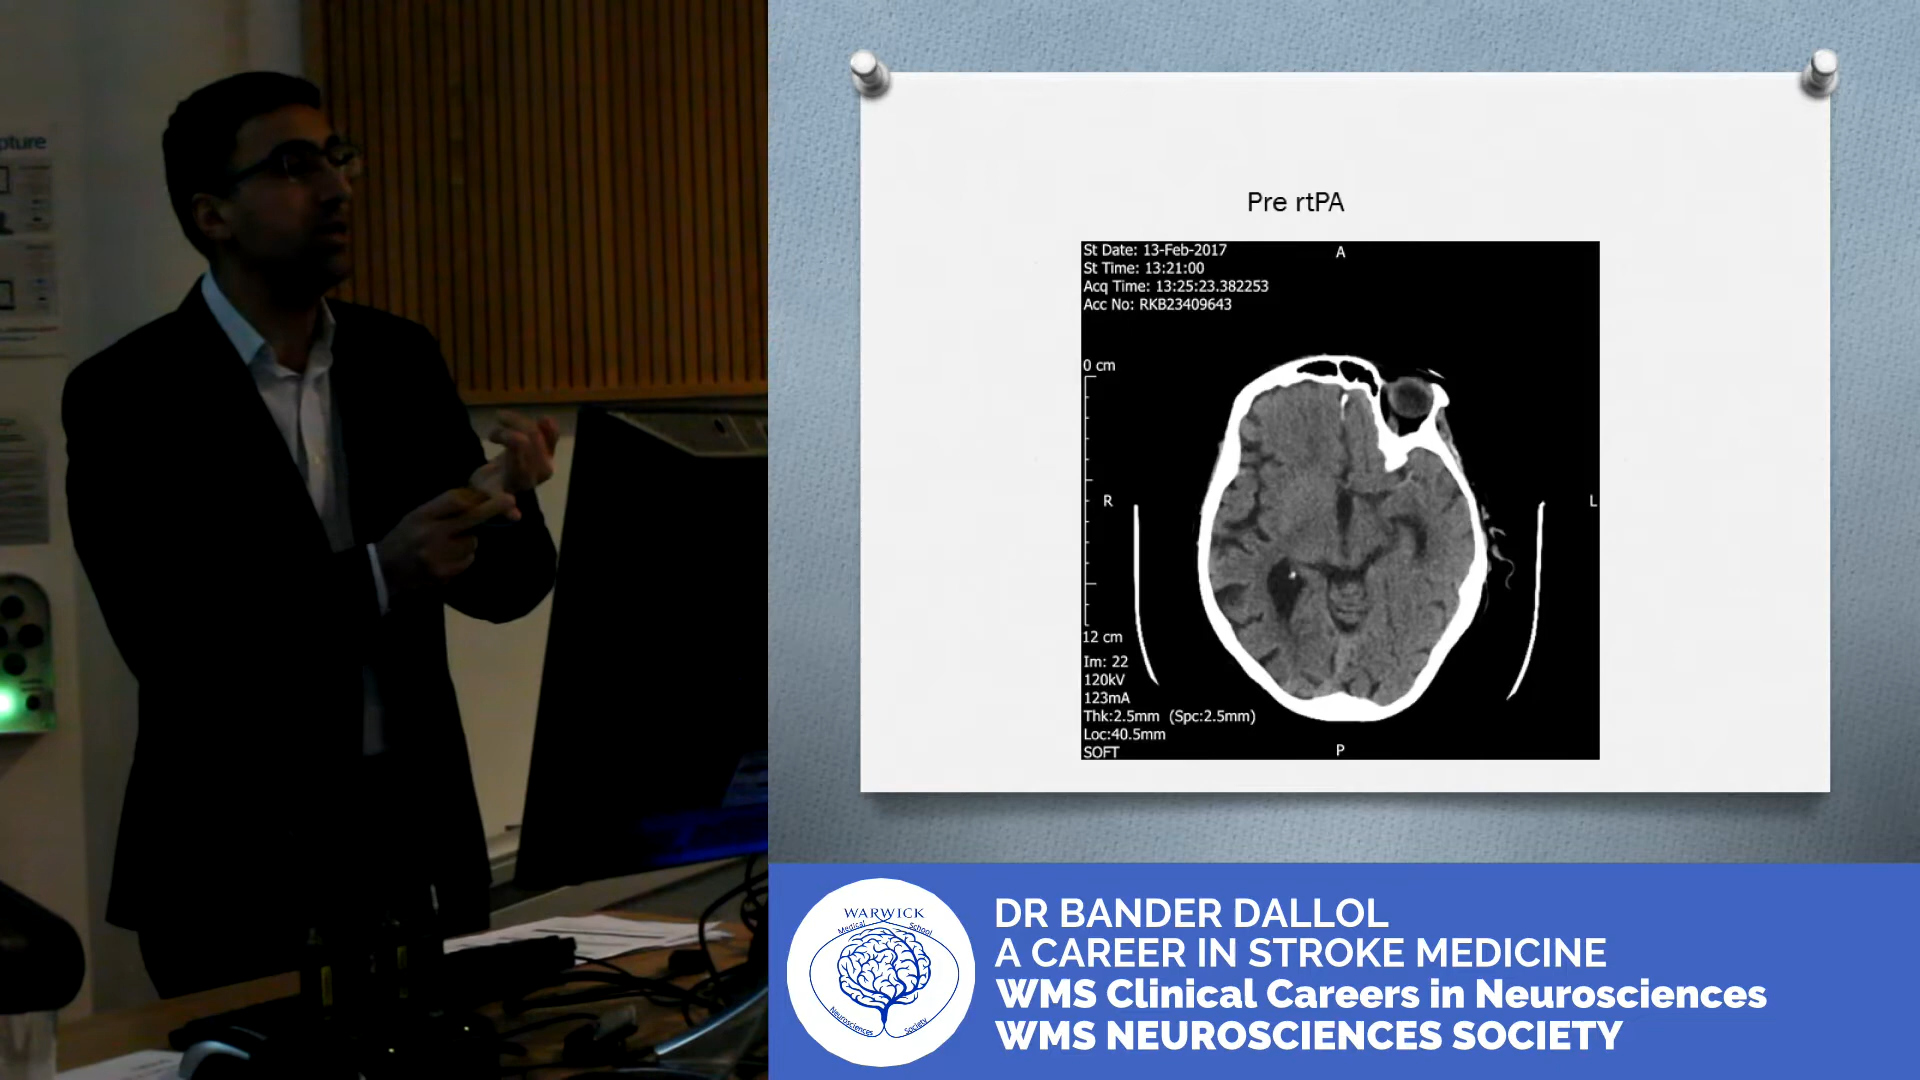 pture
Pre rtPA
St Date: 13-Feb-2017
St Time: 13:21:00
Acq Time: 13:25:23.382253
Acc No: RKB23409643
A
0 cm
R
L
12 cm
Im: 22
120kV
123mA
Thk:2.5mm (Spc:2.5mm)
Loc:40.5mm
SOFT
P
WARWICK
Medical School
Neurosciences Society
DR BANDER DALLOL
A CAREER IN STROKE MEDICINE
WMS Clinical Careers in Neurosciences
WMS NEUROSCIENCES SOCIETY